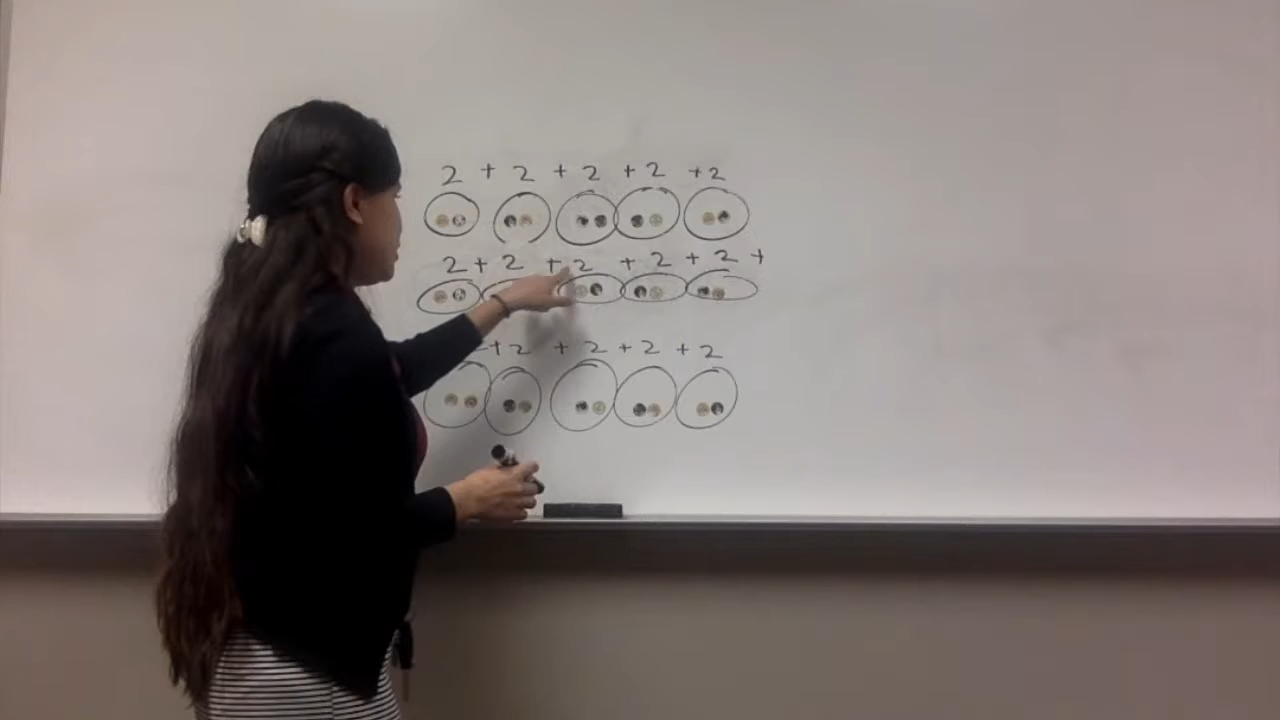 2 + 2 + 2 + 2 + 2
2 + 2 + 2 + 2 + 2 +
+ 2 + 2 + 2 + 2